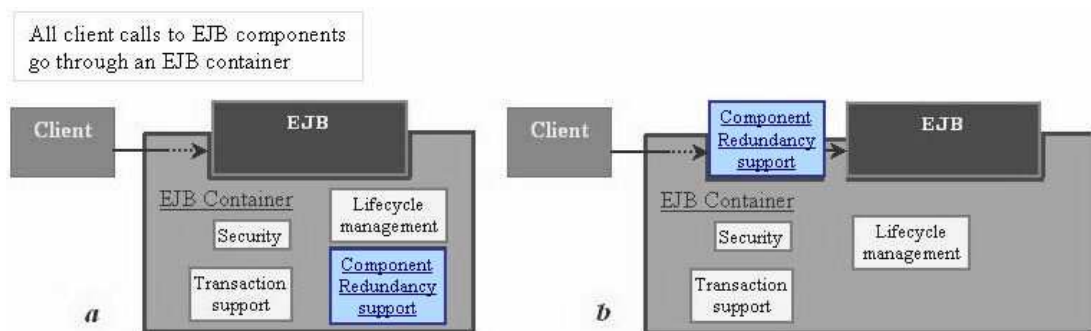 All client calls to EJB components
go through an EJB container
Client
EJB
EJB Container
Security
Lifecycle
management
Transaction
support
Component
Redundancy
support
a
Client
Component
Redundancy
support
EJB
EJB Container
Security
Lifecycle
management
Transaction
support
b